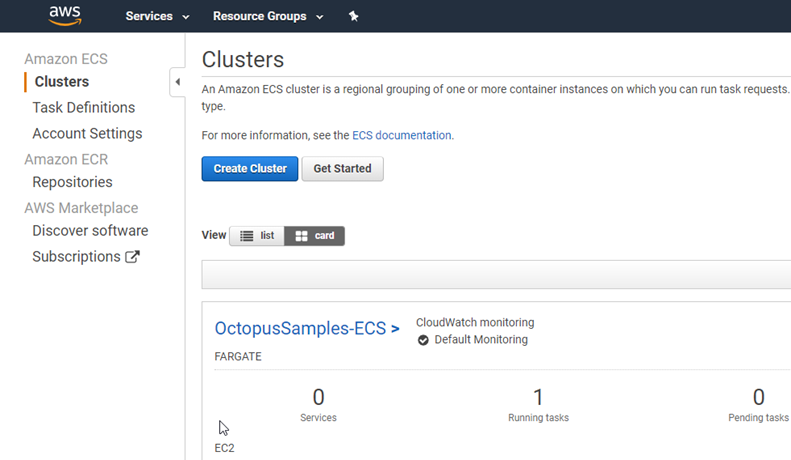 aws
Services
Resource Groups
Amazon ECS
Clusters
Task Definitions
Account Settings
Amazon ECR
Repositories
AWS Marketplace
Discover software
Subscriptions
Clusters
An Amazon ECS cluster is a regional grouping of one or more container instances on which you can run task requests.
type.
For more information, see the ECS documentation.
Create Cluster
Get Started
View
list
card
OctopusSamples-ECS >
CloudWatch monitoring
Default Monitoring
FARGATE
0
1
0
Services
Running tasks
Pending tasks
EC2